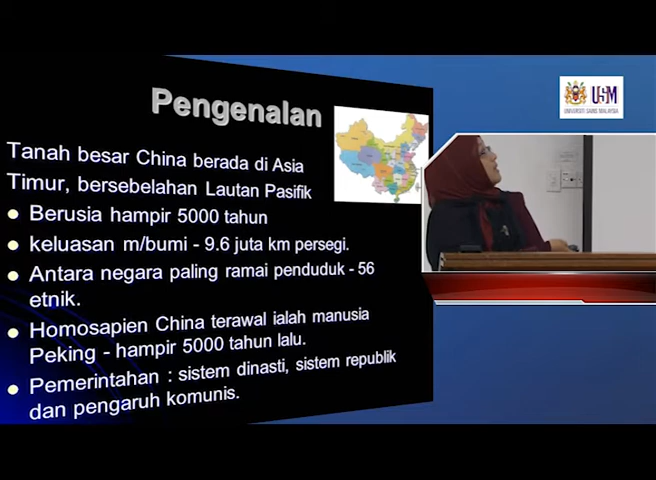 Pengenalan
Tanah besar China berada di Asia
Timur, bersebelahan Lautan Pasifik
Berusia hampir 5000 tahun
keluasan m/bumi - 9.6 juta km persegi.
Antara negara paling ramai penduduk - 56
etnik.
Homosapien China terawal ialah manusia
Peking - hampir 5000 tahun lalu.
Pemerintahan : sistem dinasti, sistem republik
dan pengaruh komunis.
USM
UNIVERSITI SAINS MALAYSIA